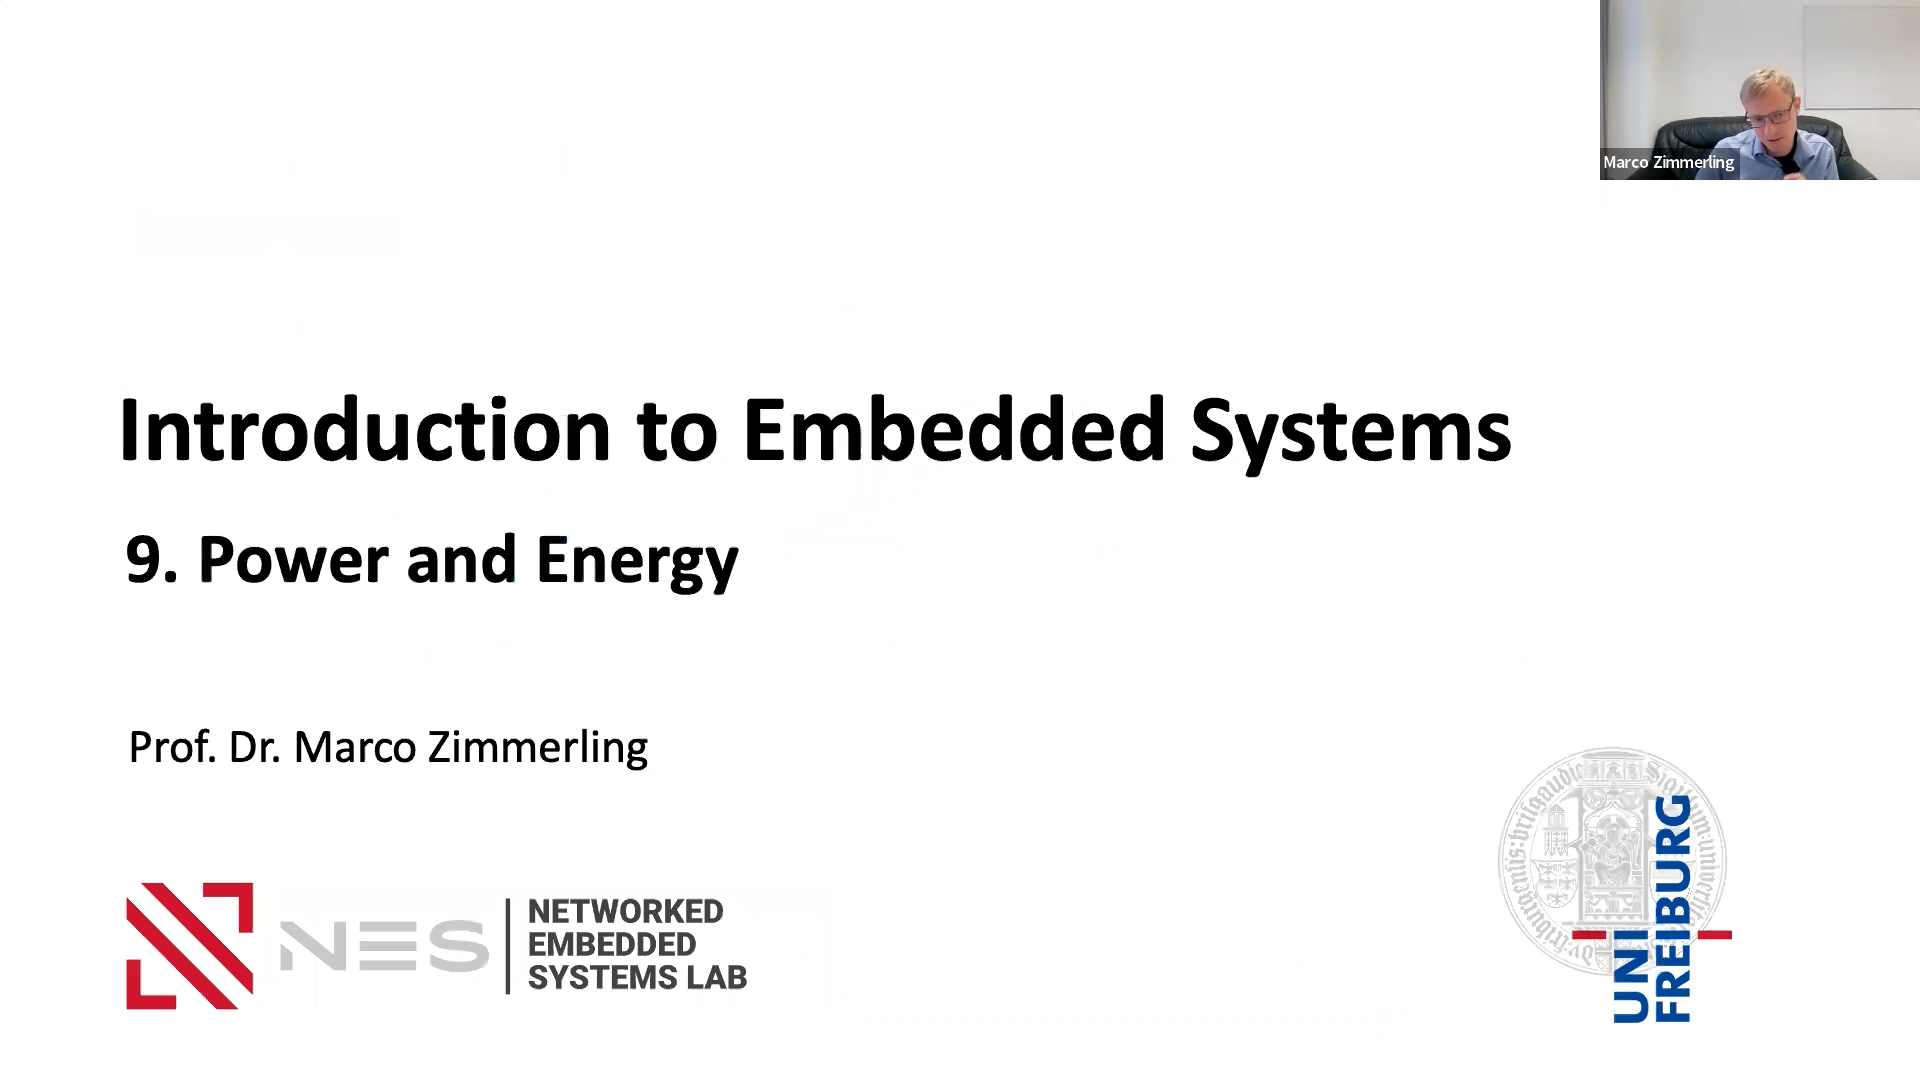 Marco Zimmerling
Introduction to Embedded Systems
9. Power and Energy
Prof. Dr. Marco Zimmerling
NES
NETWORKED
EMBEDDED
SYSTEMS LAB
UNI
FREIBURG